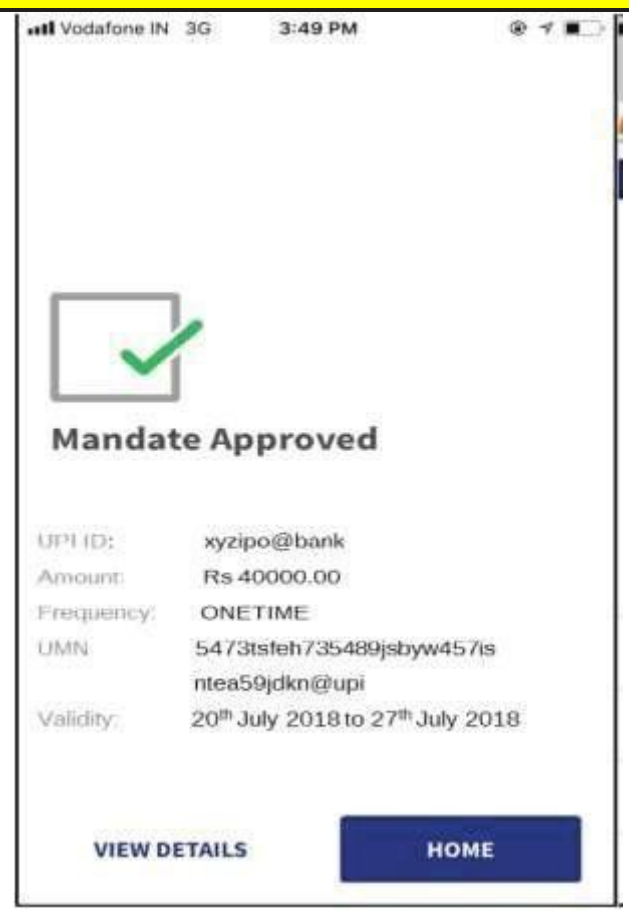 Vodafone IN 3G 3:49 PM
Mandate Approved
UPI ID: xyzipo@bank
Amount: Rs 40000.00
Frequency: ONETIME
UMN 5473tsfeh735489jsbyw457is
ntea59jdkn@upi
Validity: 20th July 2018 to 27th July 2018
VIEW DETAILS HOME